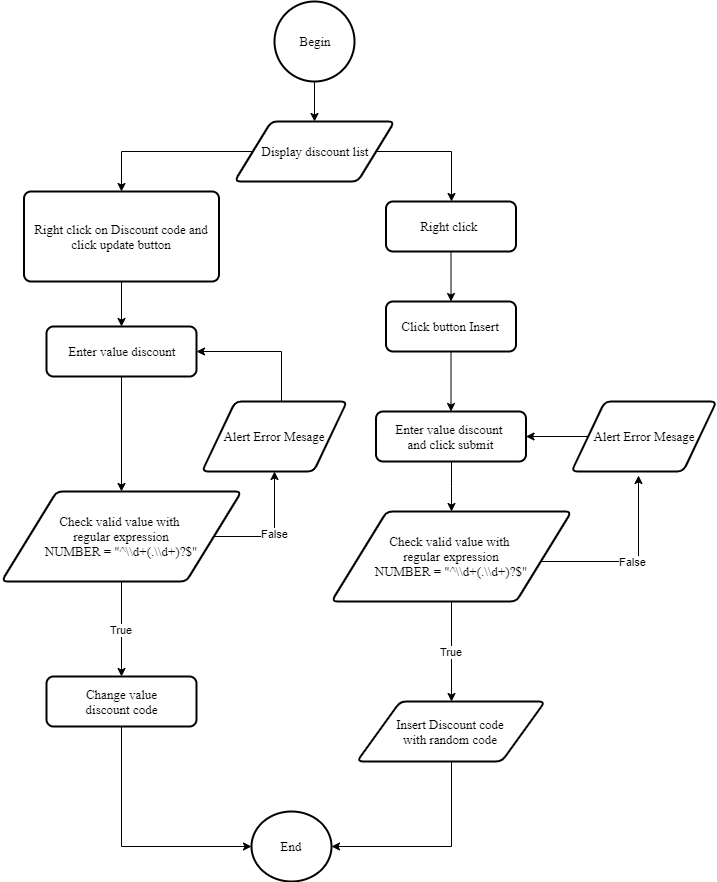 Begin
Display discount list
Right click on Discount code and
click update button
Right click
Click button Insert
Enter value discount
Alert Error Mesage
Enter value discount
and click submit
Alert Error Mesage
Check valid value with
regular expression
NUMBER = "^\\d+(.\\d+)?$"
False
Check valid value with
regular expression
NUMBER = "^\\d+(.\\d+)?$"
False
True
True
Change value
discount code
Insert Discount code
with random code
End